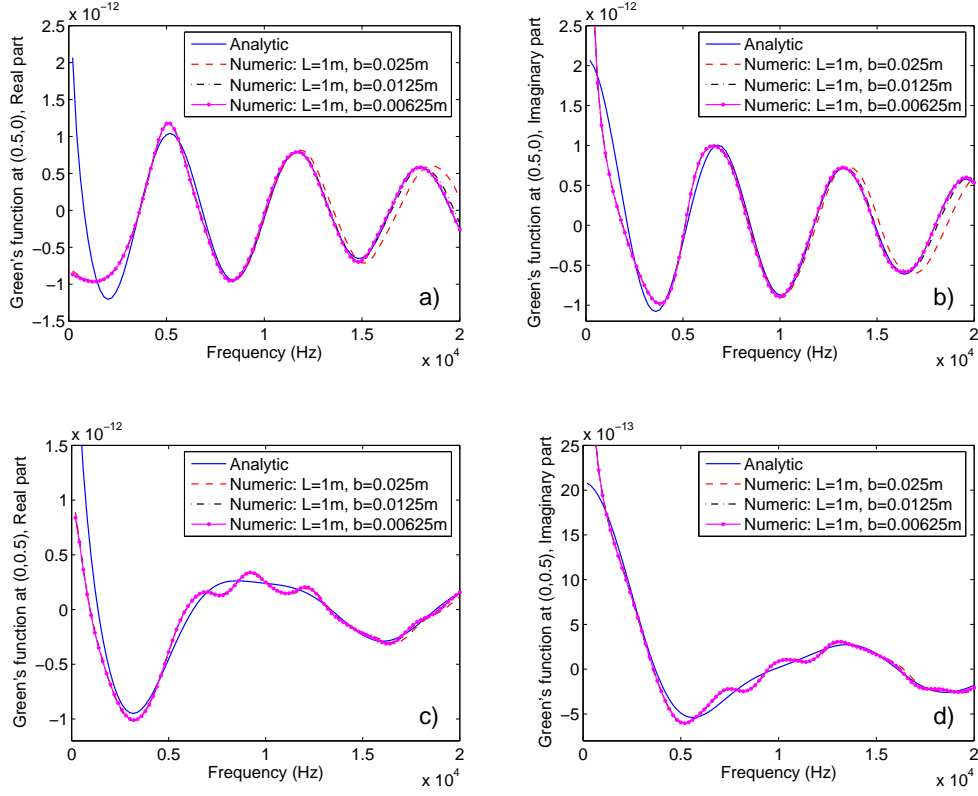 x 10⁻¹²
Green's function at (0.5,0), Real part
2.5
2
1.5
1
0.5
0
−0.5
−1
−1.5
0
0.5
1
1.5
2
x 10⁴
Frequency (Hz)
Analytic
Numeric: L=1m, b=0.025m
Numeric: L=1m, b=0.0125m
Numeric: L=1m, b=0.00625m
a)
x 10⁻¹²
Green's function at (0.5,0), Imaginary part
2.5
2
1.5
1
0.5
0
−0.5
−1
0
0.5
1
1.5
2
x 10⁴
Frequency (Hz)
Analytic
Numeric: L=1m, b=0.025m
Numeric: L=1m, b=0.0125m
Numeric: L=1m, b=0.00625m
b)
x 10⁻¹²
Green's function at (0,0.5), Real part
1.5
1
0.5
0
−0.5
−1
0
0.5
1
1.5
2
x 10⁴
Frequency (Hz)
Analytic
Numeric: L=1m, b=0.025m
Numeric: L=1m, b=0.0125m
Numeric: L=1m, b=0.00625m
c)
x 10⁻¹³
Green's function at (0,0.5), Imaginary part
25
20
15
10
5
0
−5
0
0.5
1
1.5
2
x 10⁴
Frequency (Hz)
Analytic
Numeric: L=1m, b=0.025m
Numeric: L=1m, b=0.0125m
Numeric: L=1m, b=0.00625m
d)